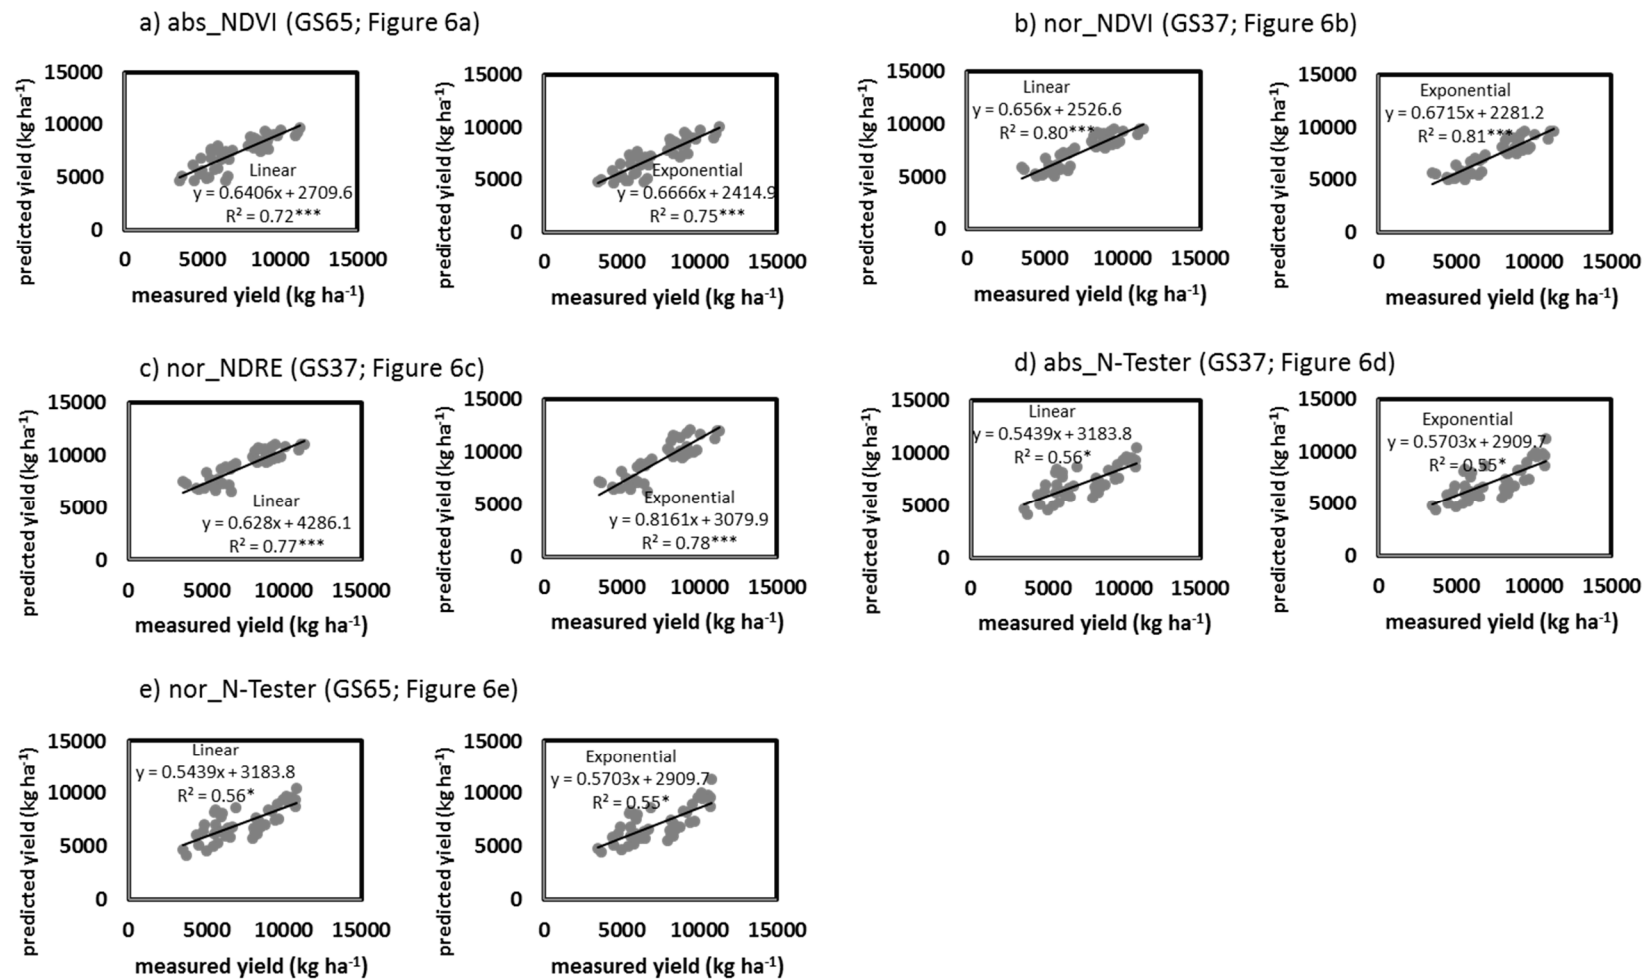 a) abs_NDVI (GS65; Figure 6a)
predicted yield (kg ha-1)
15000
10000
5000
0
Linear
y = 0.6406x + 2709.6
R² = 0.72***
0 5000 10000 15000
measured yield (kg ha-1)
predicted yield (kg ha-1)
15000
10000
5000
0
Exponential
y = 0.6666x + 2414.9
R² = 0.75***
0 5000 10000 15000
measured yield (kg ha-1)
b) nor_NDVI (GS37; Figure 6b)
predicted yield (kg ha-1)
15000
10000
5000
0
Linear
y = 0.656x + 2526.6
R² = 0.80***
0 5000 10000 15000
measured yield (kg ha-1)
predicted yield (kg ha-1)
15000
10000
5000
0
Exponential
y = 0.6715x + 2281.2
R² = 0.81***
0 5000 10000 15000
measured yield (kg ha-1)
c) nor_NDRE (GS37; Figure 6c)
predicted yield (kg ha-1)
15000
10000
5000
0
Linear
y = 0.628x + 4286.1
R² = 0.77***
0 5000 10000 15000
measured yield (kg ha-1)
predicted yield (kg ha-1)
15000
10000
5000
0
Exponential
y = 0.8161x + 3079.9
R² = 0.78***
0 5000 10000 15000
measured yield (kg ha-1)
d) abs_N-Tester (GS37; Figure 6d)
predicted yield (kg ha-1)
15000
10000
5000
0
Linear
y = 0.5439x + 3183.8
R² = 0.56*
0 5000 10000 15000
measured yield (kg ha-1)
predicted yield (kg ha-1)
15000
10000
5000
0
Exponential
y = 0.5703x + 2909.7
R² = 0.55*
0 5000 10000 15000
measured yield (kg ha-1)
e) nor_N-Tester (GS65; Figure 6e)
predicted yield (kg ha-1)
15000
10000
5000
0
Linear
y = 0.5439x + 3183.8
R² = 0.56*
0 5000 10000 15000
measured yield (kg ha-1)
predicted yield (kg ha-1)
15000
10000
5000
0
Exponential
y = 0.5703x + 2909.7
R² = 0.55*
0 5000 10000 15000
measured yield (kg ha-1)